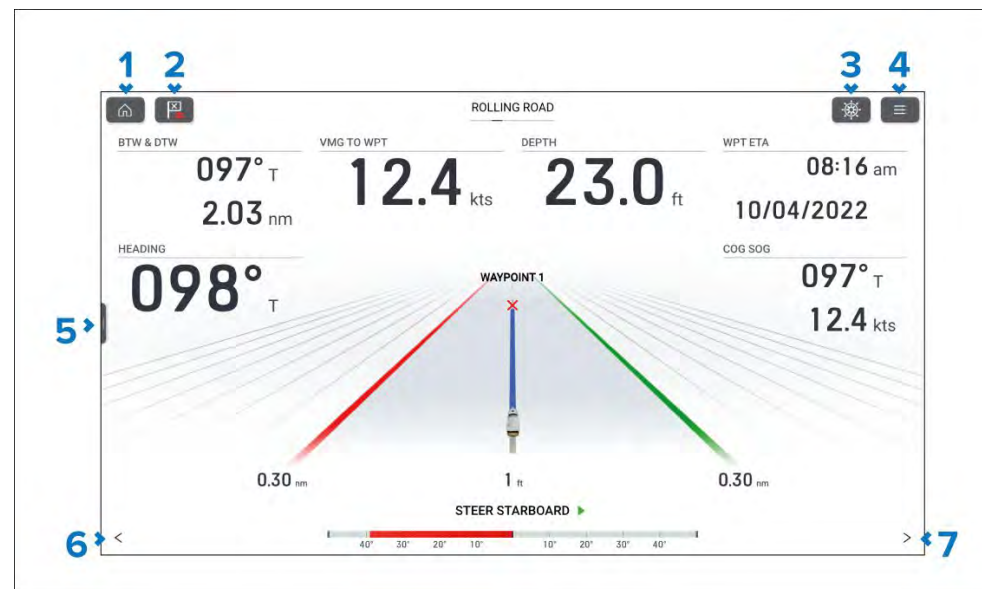 1 2 3 4
ROLLING ROAD
BTW & DTW VMG TO WPT DEPTH WPT ETA
097° T 12.4 kts 23.0 ft 08:16 am
2.03 nm 10/04/2022
HEADING COG SOG
098° T WAYPOINT 1 097° T
5 12.4 kts
0.30 nm 1 ft 0.30 nm
STEER STARBOARD
6 < > 7
40° 30° 20° 10° 10° 20° 30° 40°